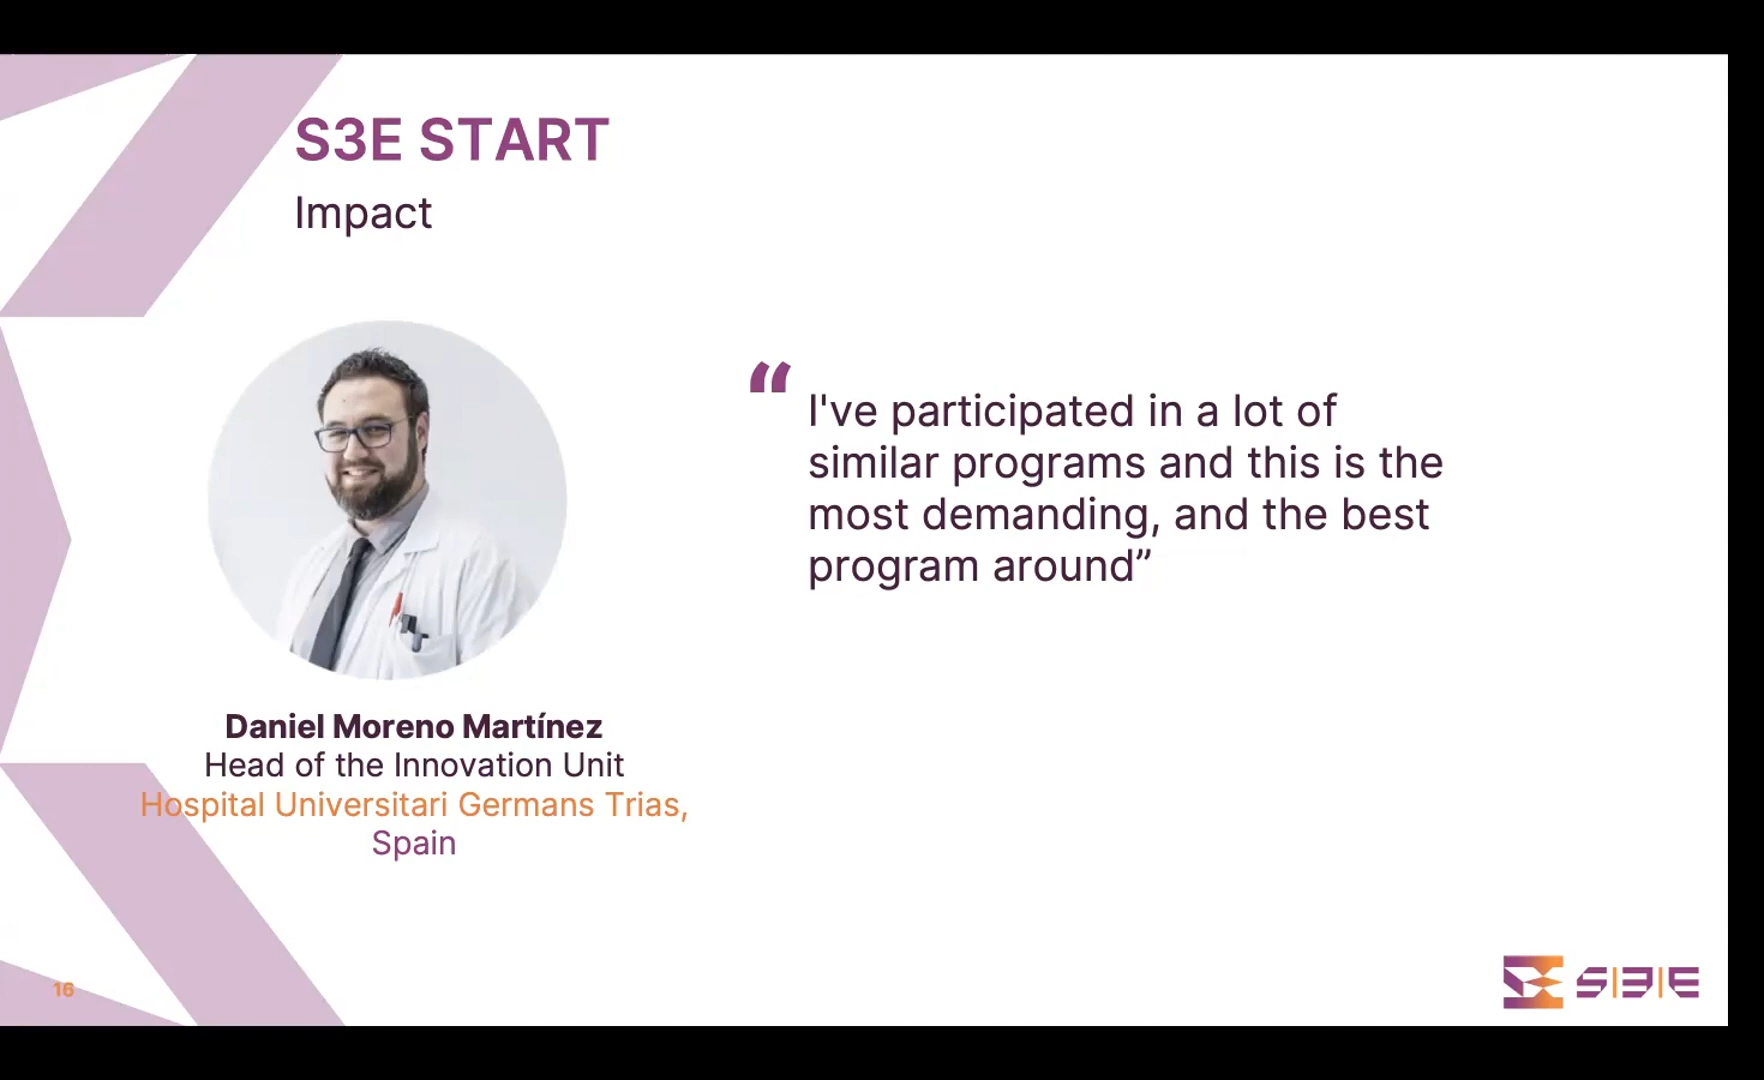 S3E START
Impact
“
I've participated in a lot of
similar programs and this is the
most demanding, and the best
program around”
Daniel Moreno Martínez
Head of the Innovation Unit
Hospital Universitari Germans Trias,
Spain
16
S|3|E